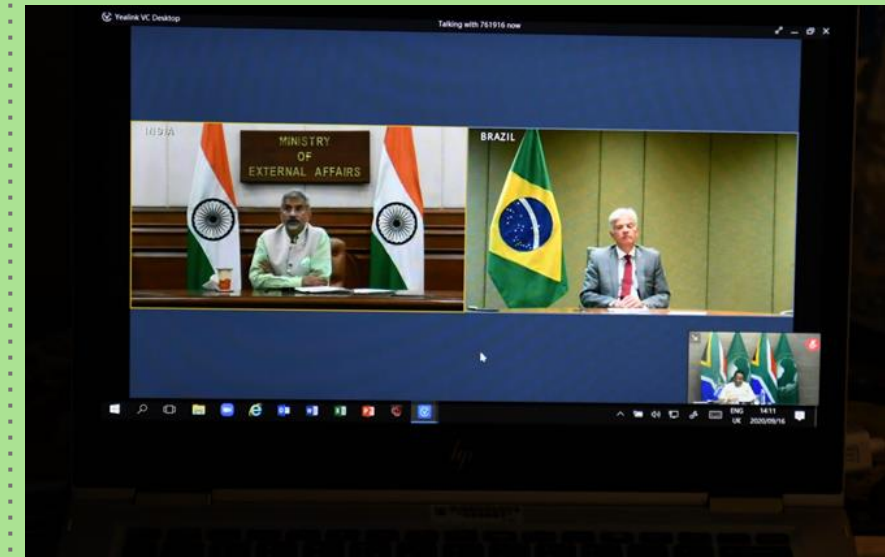 Yealink VC Desktop
Talking with 761916 now
INDIA
MINISTRY
OF
EXTERNAL AFFAIRS
BRAZIL
ENG
UK
14:11
2020/09/16
hp